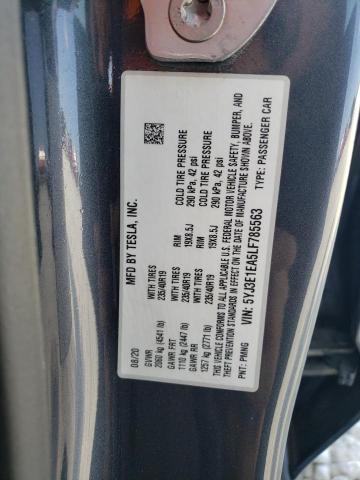 MFD BY TESLA, INC.
08/20
GVWR
2060 kg (4541 lb)
GAWR FRT
1110 kg (2447 lb)
WITH TIRES
235/40R19
RIM
19X8.5J
COLD TIRE PRESSURE
290 kPa, 42 psi
GAWR RR
1257 kg (2771 lb)
WITH TIRES
235/40R19
RIM
19X8.5J
COLD TIRE PRESSURE
290 kPa, 42 psi
THIS VEHICLE CONFORMS TO ALL APPLICABLE U.S. FEDERAL MOTOR VEHICLE SAFETY, BUMPER, AND
THEFT PREVENTION STANDARDS IN EFFECT ON THE DATE OF MANUFACTURE SHOWN ABOVE.
PNT: PMNG
VIN: 5YJ3E1EA5LF785563
TYPE: PASSENGER CAR